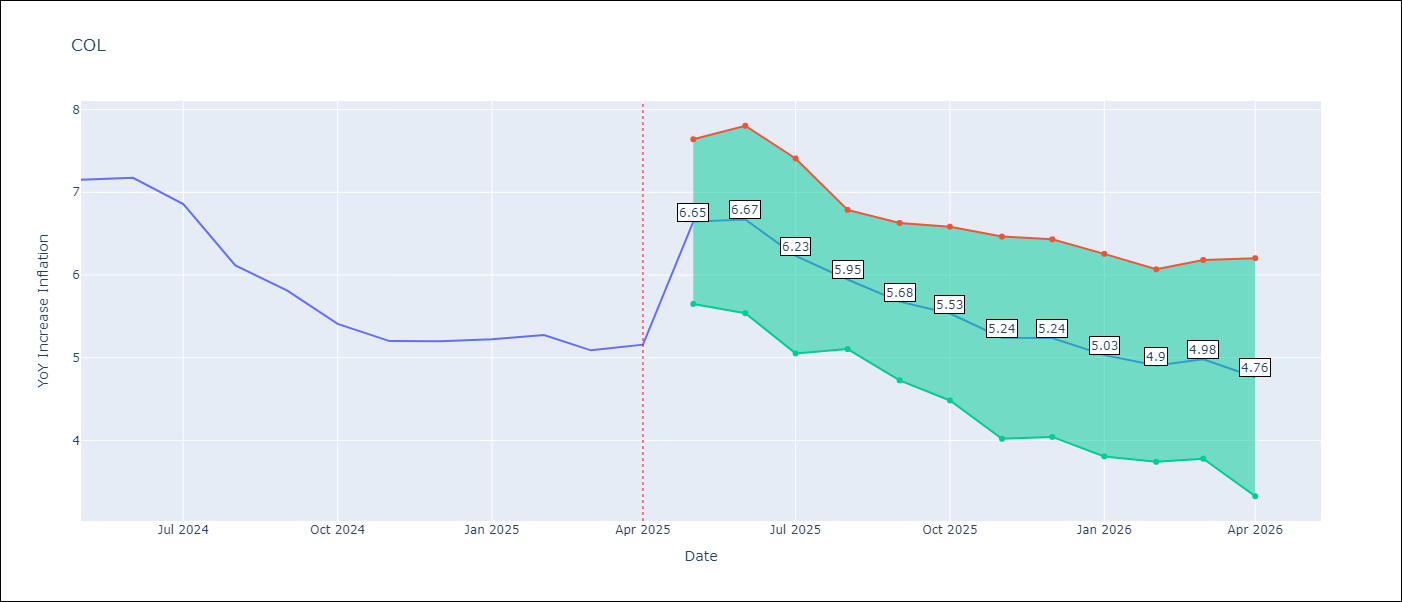 COL
YoY Increase Inflation
8
7
6
5
4
6.65
6.67
6.23
5.95
5.68
5.53
5.24
5.24
5.03
4.9
4.98
4.76
Jul 2024
Oct 2024
Jan 2025
Apr 2025
Jul 2025
Oct 2025
Jan 2026
Apr 2026
Date